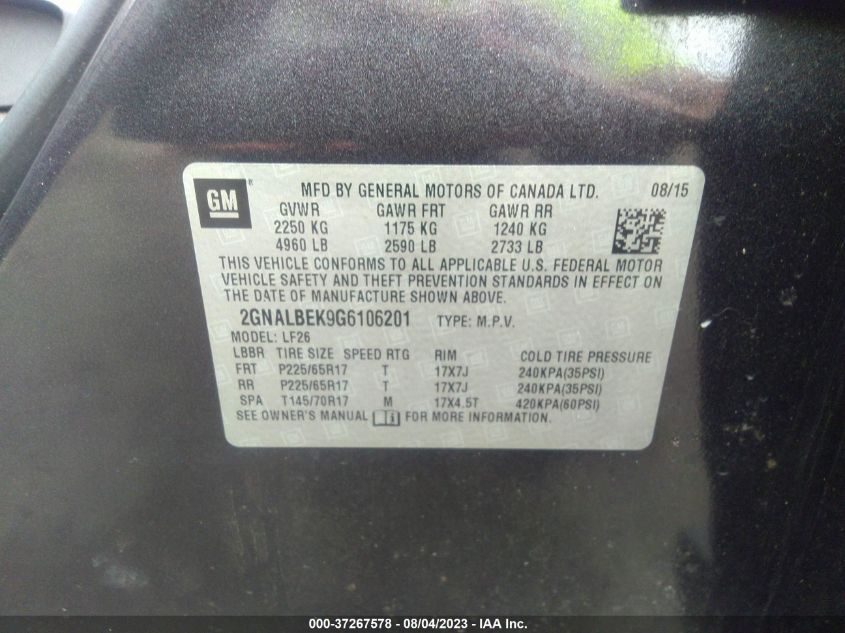 GM ® MFD BY GENERAL MOTORS OF CANADA LTD. 08/15
GVWR GAWR FRT GAWR RR
2250 KG 1175 KG 1240 KG
4960 LB 2590 LB 2733 LB
THIS VEHICLE CONFORMS TO ALL APPLICABLE U.S. FEDERAL MOTOR
VEHICLE SAFETY AND THEFT PREVENTION STANDARDS IN EFFECT ON
THE DATE OF MANUFACTURE SHOWN ABOVE.
2GNALBEK9G6106201 TYPE: M.P.V.
MODEL: LF26
LBBR TIRE SIZE SPEED RTG RIM COLD TIRE PRESSURE
FRT P225/65R17 T 17X7J 240KPA(35PSI)
RR P225/65R17 T 17X7J 240KPA(35PSI)
SPA T145/70R17 M 17X4.5T 420KPA(60PSI)
SEE OWNER'S MANUAL FOR MORE INFORMATION.
000-37267578 - 08/04/2023 - IAA Inc.